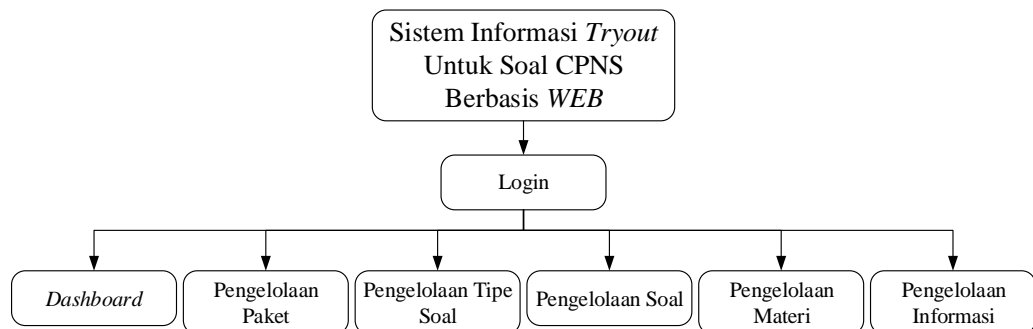 Sistem Informasi Tryout
Untuk Soal CPNS
Berbasis WEB
Login
Dashboard
Pengelolaan
Paket
Pengelolaan Tipe
Soal
Pengelolaan Soal
Pengelolaan
Materi
Pengelolaan
Informasi